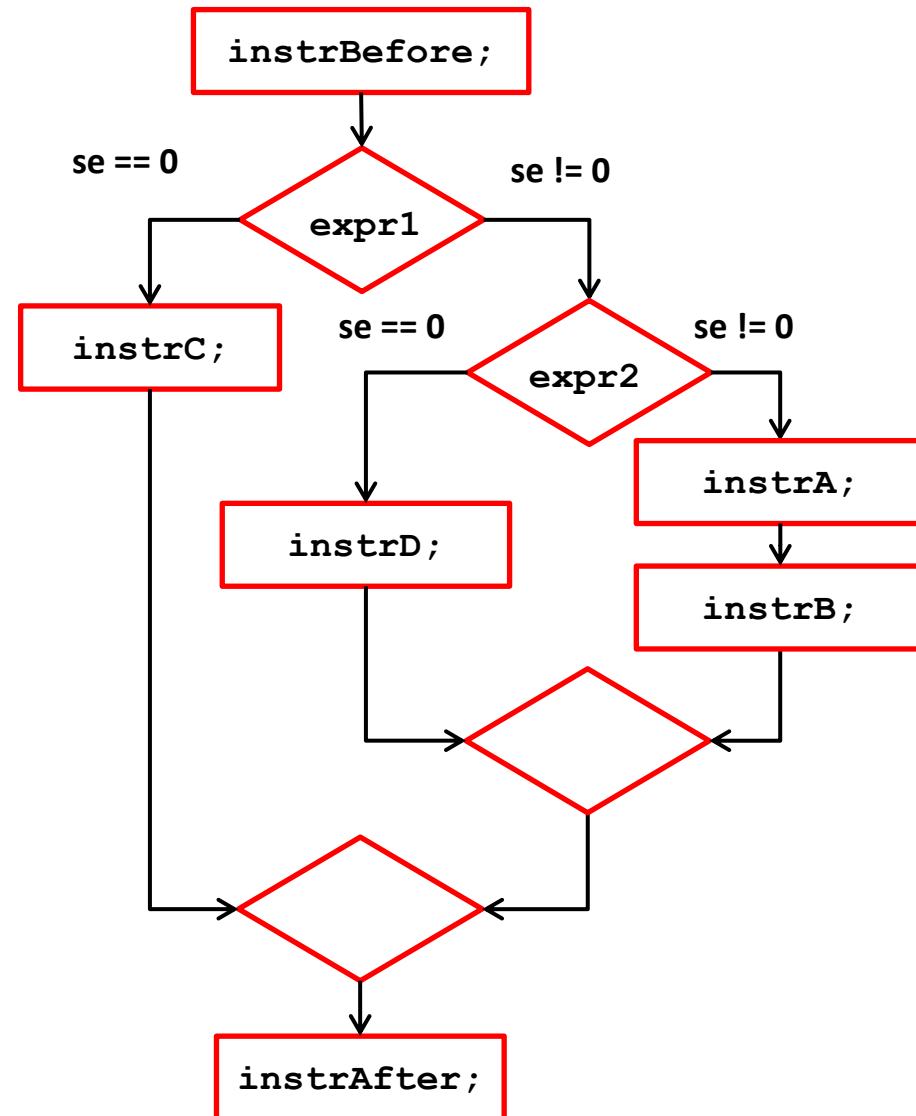 instrBefore;
se == 0
se != 0
expr1
instrC;
se == 0
se != 0
expr2
instrA;
instrD;
instrB;
instrAfter;